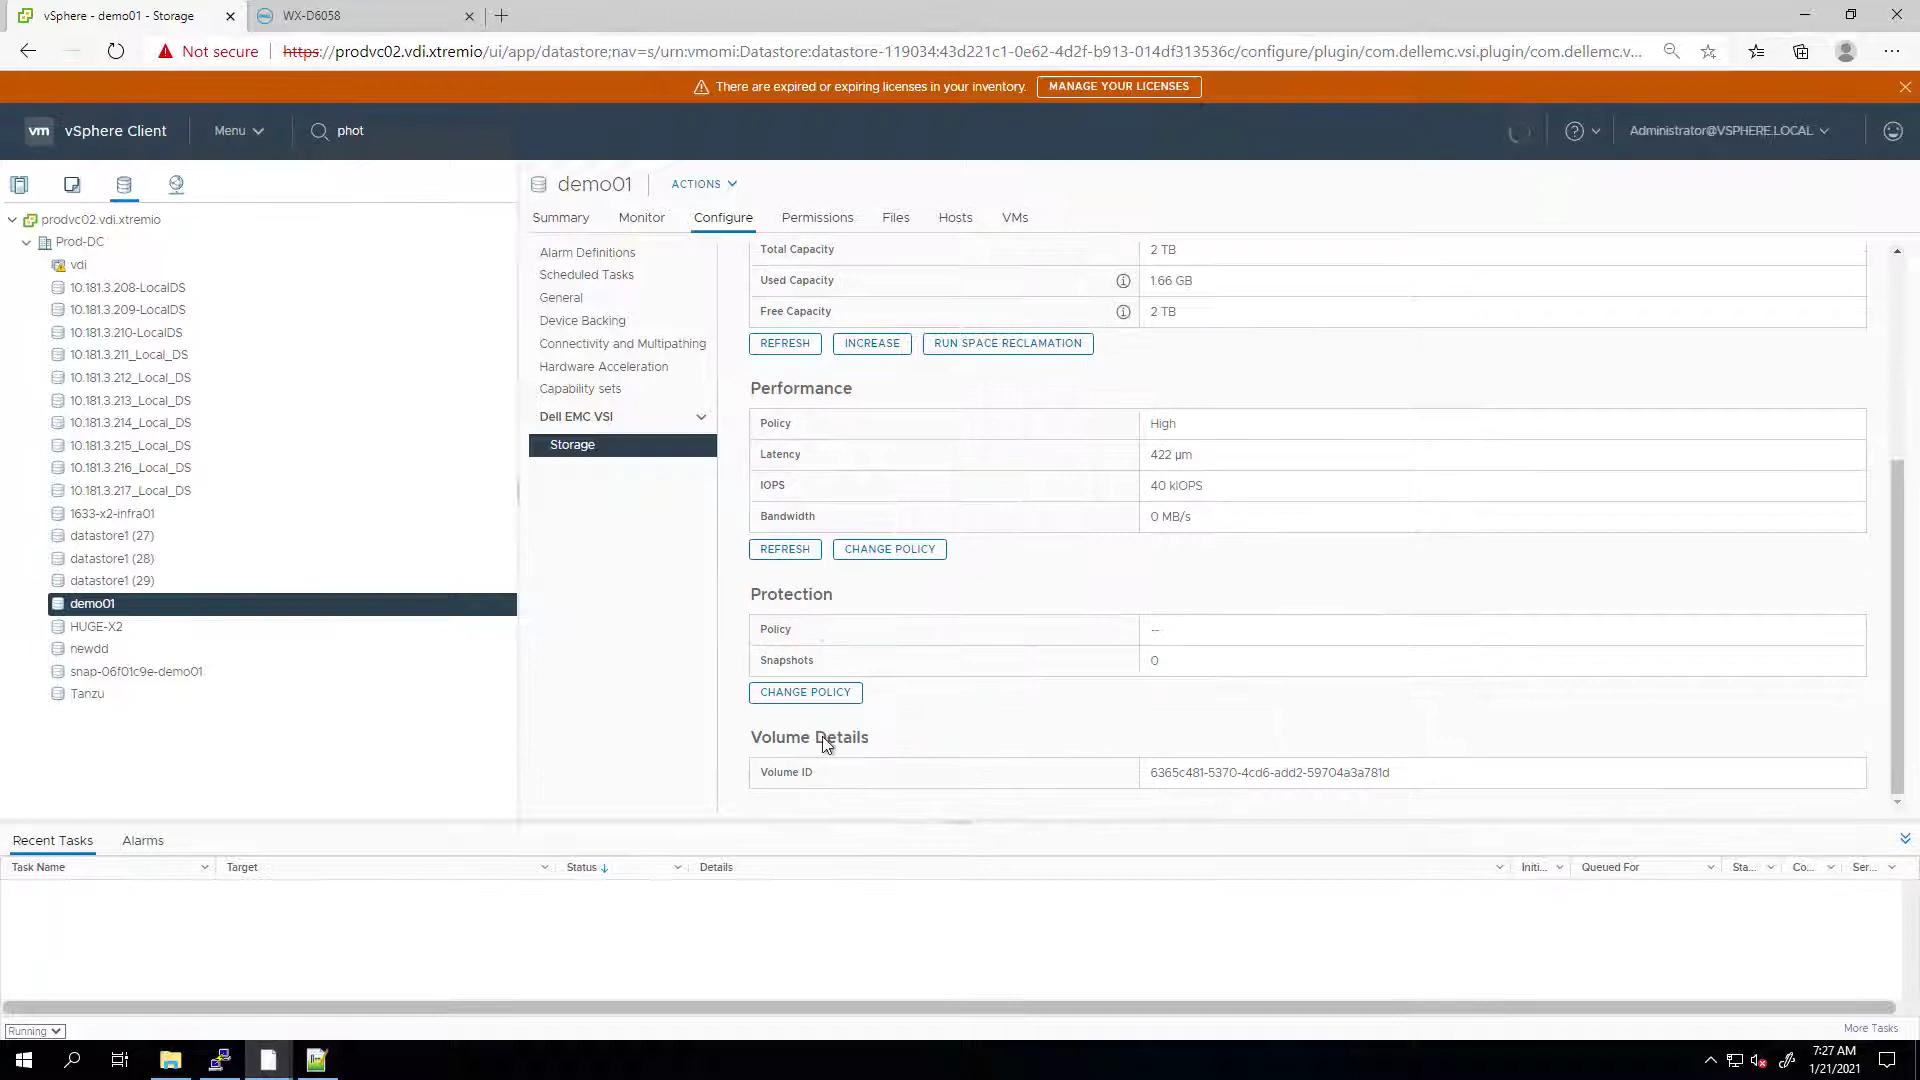 vSphere - demo01 - Storage
WX-D6058
Not secure
https://prodvc02.vdi.xtremio/ui/app/datastore;nav=s/urn:vmomi:Datastore:datastore-119034:43d221c1-0e62-4d2f-b913-014df313536c/configure/plugin/com.dellemc.vsi.plugin/com.dellemc.v...
There are expired or expiring licenses in your inventory.
MANAGE YOUR LICENSES
vm
vSphere Client
Menu
phot
Administrator@VSPHERE.LOCAL
prodvc02.vdi.xtremio
Prod-DC
vdi
10.181.3.208-LocalDS
10.181.3.209-LocalDS
10.181.3.210-LocalDS
10.181.3.211_Local_DS
10.181.3.212_Local_DS
10.181.3.213_Local_DS
10.181.3.214_Local_DS
10.181.3.215_Local_DS
10.181.3.216_Local_DS
10.181.3.217_Local_DS
1633-x2-infra01
datastore1 (27)
datastore1 (28)
datastore1 (29)
demo01
HUGE-X2
newdd
snap-06f01c9e-demo01
Tanzu
demo01
ACTIONS
Summary
Monitor
Configure
Permissions
Files
Hosts
VMs
Alarm Definitions
Scheduled Tasks
General
Device Backing
Connectivity and Multipathing
Hardware Acceleration
Capability sets
Dell EMC VSI
Storage
Total Capacity 2 TB
Used Capacity 1.66 GB
Free Capacity 2 TB
REFRESH INCREASE RUN SPACE RECLAMATION
Performance
Policy High
Latency 422 µm
IOPS 40 kIOPS
Bandwidth 0 MB/s
REFRESH CHANGE POLICY
Protection
Policy --
Snapshots 0
CHANGE POLICY
Volume Details
Volume ID 6365c481-5370-4cd6-add2-59704a3a781d
Recent Tasks Alarms
Task Name Target Status Details Initi... Queued For Sta... Co... Ser...
Running
More Tasks
7:27 AM
1/21/2021